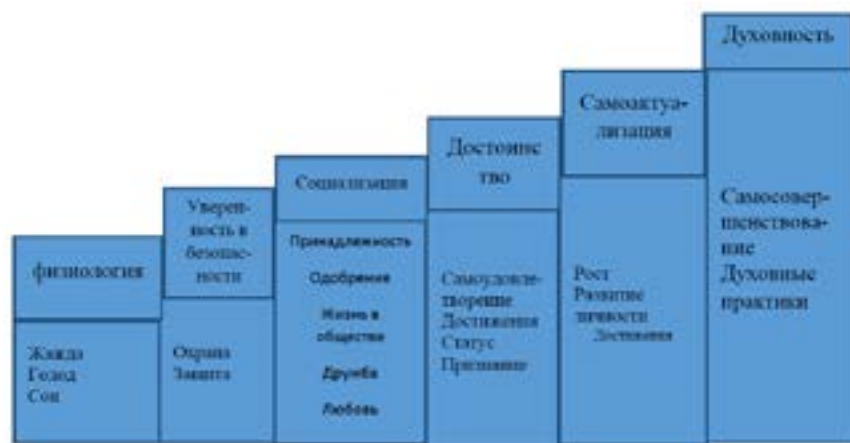 физиология
Жажда
Голод
Сон
Уверен-
ность в
безопас-
ности
Охрана
Защита
Социализация
Принадлежность
Одобрение
Жизнь в
обществе
Дружба
Любовь
Достоинс
тво
Самоудовле-
творение
Достижения
Статус
Признание
Самоактуа-
лизация
Рост
Развитие
личности
Достижения
Духовность
Самосовер-
шенствова-
ние
Духовные
практики